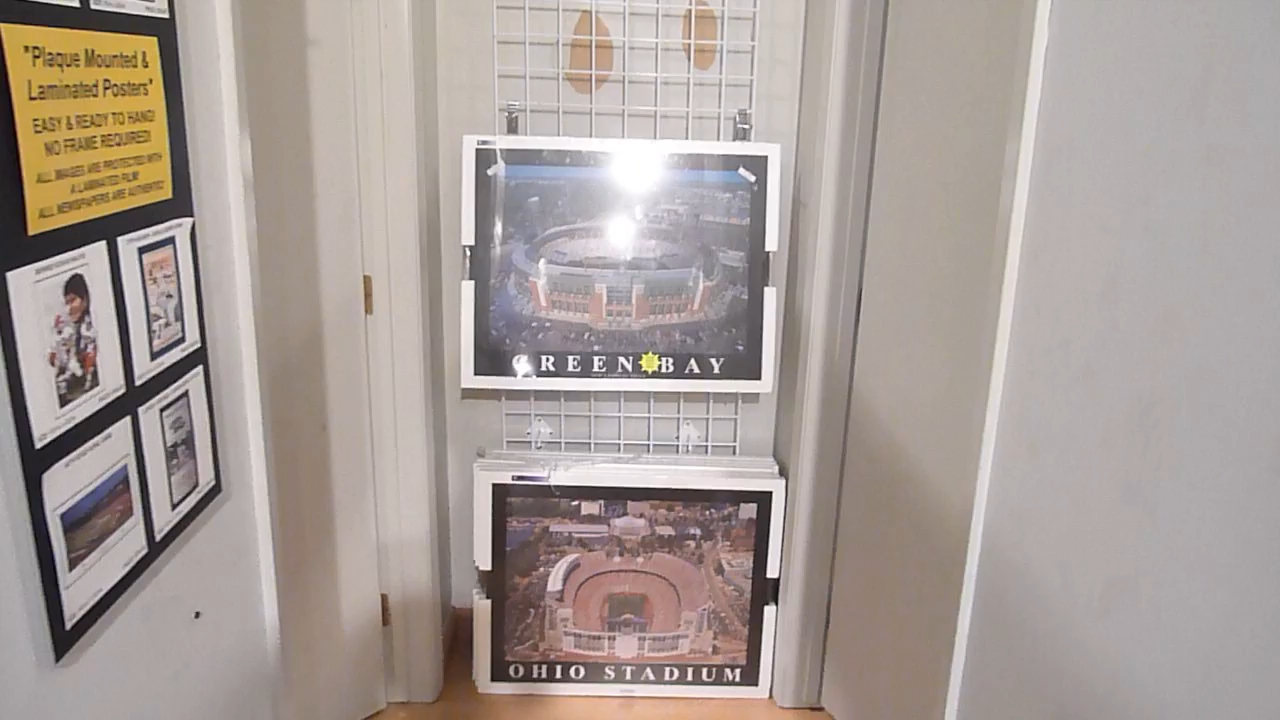 "Plaque Mounted &
Laminated Posters"
EASY & READY TO HANG!
NO FRAME REQUIRED!
ALL IMAGES ARE PROTECTED WITH
A LAMINATED FILM!
ALL NEWSPAPERS ARE AUTHENTIC!
GREEN BAY
OHIO STADIUM